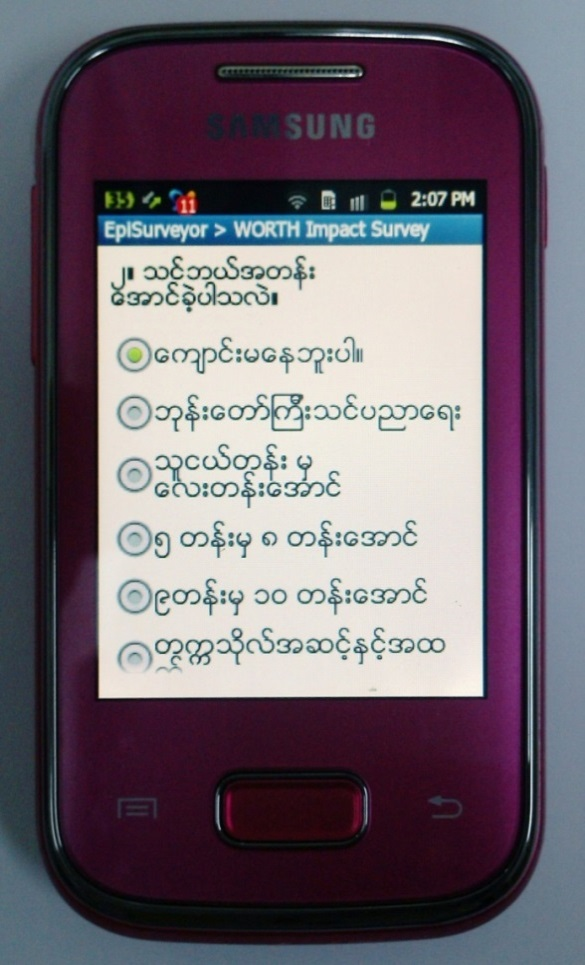 SAMSUNG
11
2:07 PM
EpiSurveyor > WORTH Impact Survey
၂။ သင်ဘယ်အတန်း
အောင်ခဲ့ပါသလဲ။
ကျောင်းမနေဘူးပါ။
ဘုန်းတော်ကြီးသင်ပညာရေး
သူငယ်တန်း မှ
လေးတန်းအောင်
၅ တန်းမှ ၈ တန်းအောင်
၉တန်းမှ ၁၀ တန်းအောင်
တက္ကသိုလ်အဆင့်နှင့်အထ